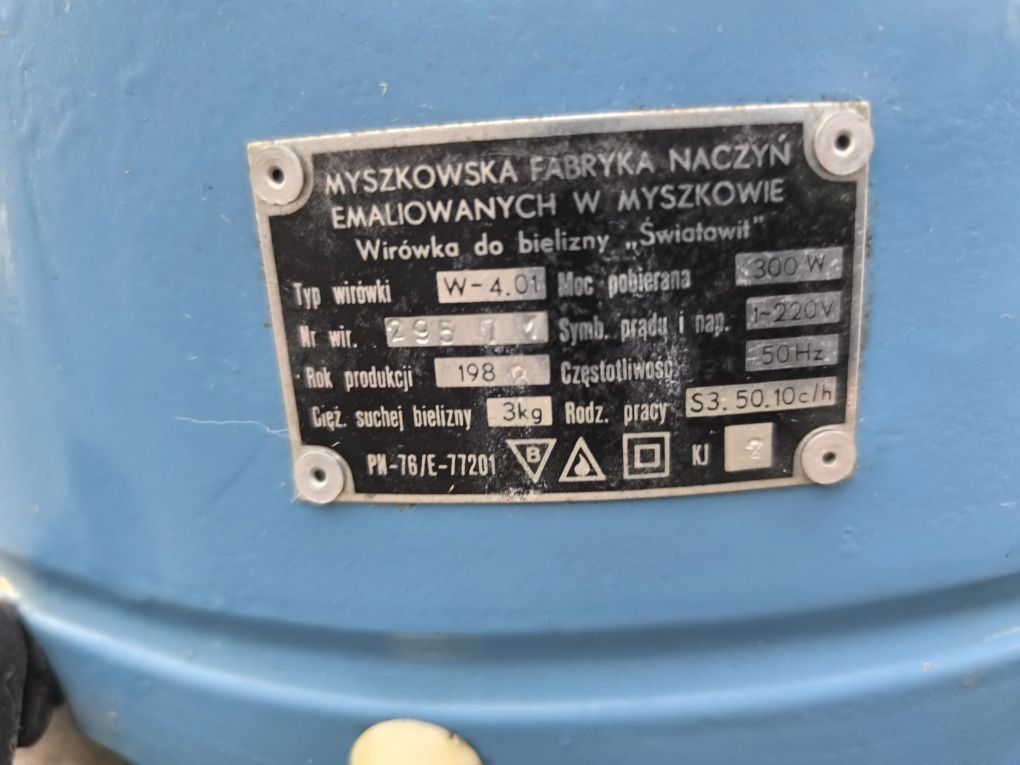 MYSZKOWSKA FABRYKA NACZYŃ
EMALIOWANYCH W MYSZKOWIE
Wirówka do bielizny „Światowit"
Typ wirówki W-4.01 Moc pobierana 300 W
Nr wir. Symb. prądu i nap. 1~220V
Rok produkcji 198 Częstotliwość 50Hz
Cięż. suchej bielizny 3kg Rodz. pracy S3.50.10c/h
PN-76/E-77201 B KJ